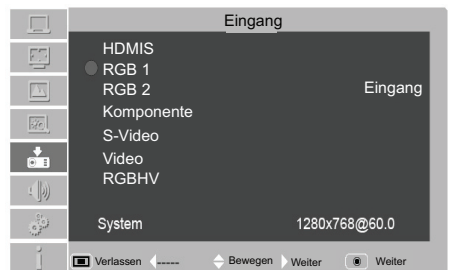 Eingang
HDMIS
RGB 1
RGB 2 Eingang
Komponente
S-Video
Video
RGBHV
System 1280x768@60.0
Verlassen ----- Bewegen Weiter Weiter